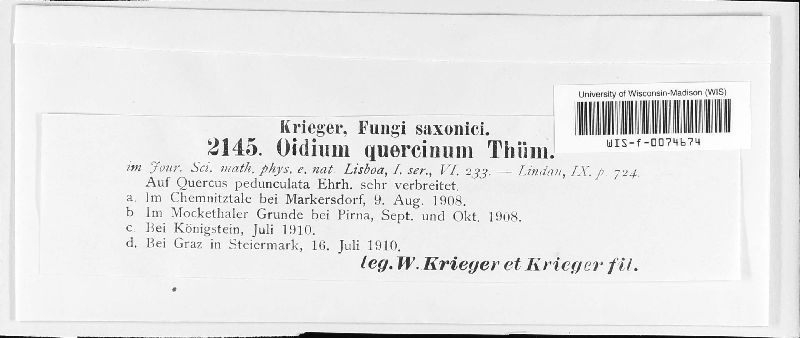 University of Wisconsin-Madison (WIS)
WIS-f-0074674
Krieger, Fungi saxonici.
2145. Oidium quercinum Thüm.
im Jour. Sci. math. phys. e. nat. Lisboa, I. ser., VI. 233. — Lindau, IX. p. 724.
Auf Quercus pedunculata Ehrh. sehr verbreitet.
a. Im Chemnitztale bei Markersdorf, 9. Aug. 1908.
b Im Mockethaler Grunde bei Pirna, Sept. und Okt. 1908.
c. Bei Königstein, Juli 1910.
d. Bei Graz in Steiermark, 16. Juli 1910.
leg. W. Krieger et Krieger fil.